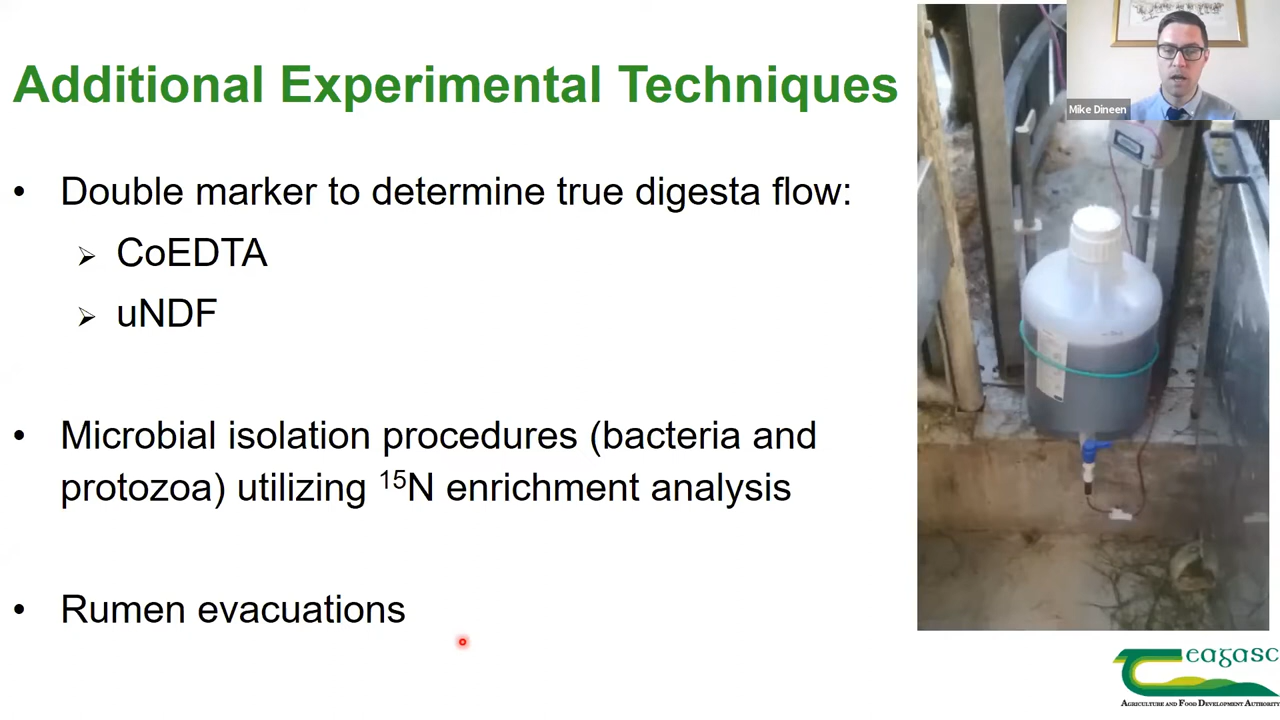 Additional Experimental Techniques
Mike Dineen
• Double marker to determine true digesta flow:
➢ CoEDTA
➢ uNDF
• Microbial isolation procedures (bacteria and
protozoa) utilizing ¹⁵N enrichment analysis
• Rumen evacuations
eagasc
AGRICULTURE AND FOOD DEVELOPMENT AUTHORITY